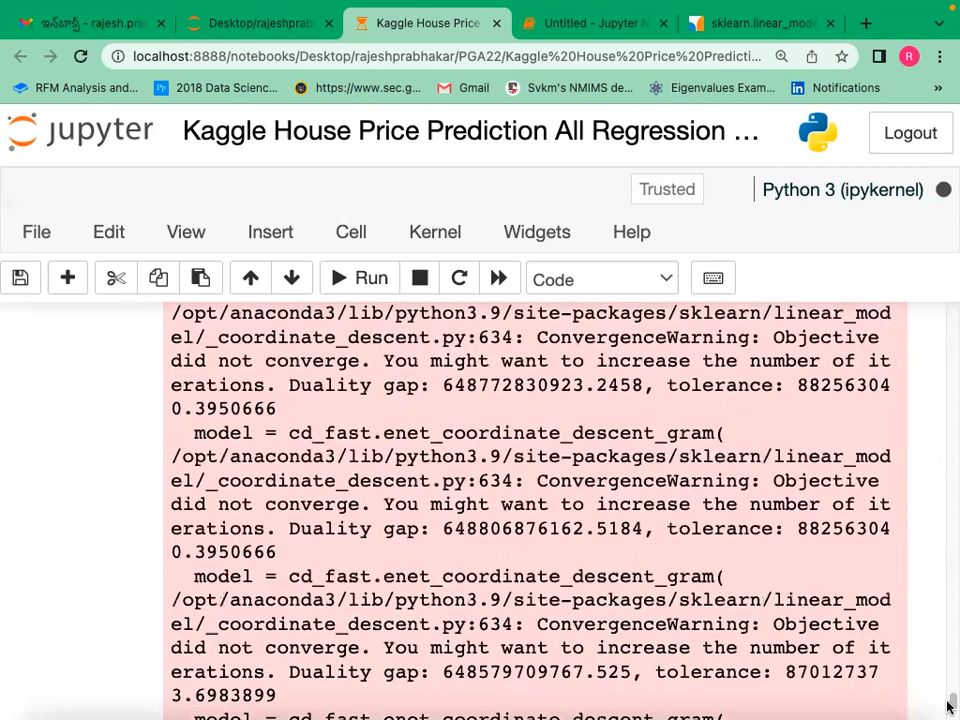 ఇన్‌బాక్స్ - rajesh.pra
Desktop/rajeshprabl
Kaggle House Price
Untitled - Jupyter N
sklearn.linear_mode
localhost:8888/notebooks/Desktop/rajeshprabhakar/PGA22/Kaggle%20House%20Price%20Predicti...
R
RFM Analysis and...
2018 Data Scienc...
https://www.sec.g...
Gmail
Svkm's NMIMS de...
Eigenvalues Exam...
Notifications
»
jupyter
Kaggle House Price Prediction All Regression ...
Logout
Trusted
Python 3 (ipykernel)
File Edit View Insert Cell Kernel Widgets Help
Run
Code
/opt/anaconda3/lib/python3.9/site-packages/sklearn/linear_mod
el/_coordinate_descent.py:634: ConvergenceWarning: Objective
did not converge. You might want to increase the number of it
erations. Duality gap: 648772830923.2458, tolerance: 88256304
0.3950666
model = cd_fast.enet_coordinate_descent_gram(
/opt/anaconda3/lib/python3.9/site-packages/sklearn/linear_mod
el/_coordinate_descent.py:634: ConvergenceWarning: Objective
did not converge. You might want to increase the number of it
erations. Duality gap: 648806876162.5184, tolerance: 88256304
0.3950666
model = cd_fast.enet_coordinate_descent_gram(
/opt/anaconda3/lib/python3.9/site-packages/sklearn/linear_mod
el/_coordinate_descent.py:634: ConvergenceWarning: Objective
did not converge. You might want to increase the number of it
erations. Duality gap: 648579709767.525, tolerance: 87012737
3.6983899
model = cd_fast.enet_coordinate_descent_gram(